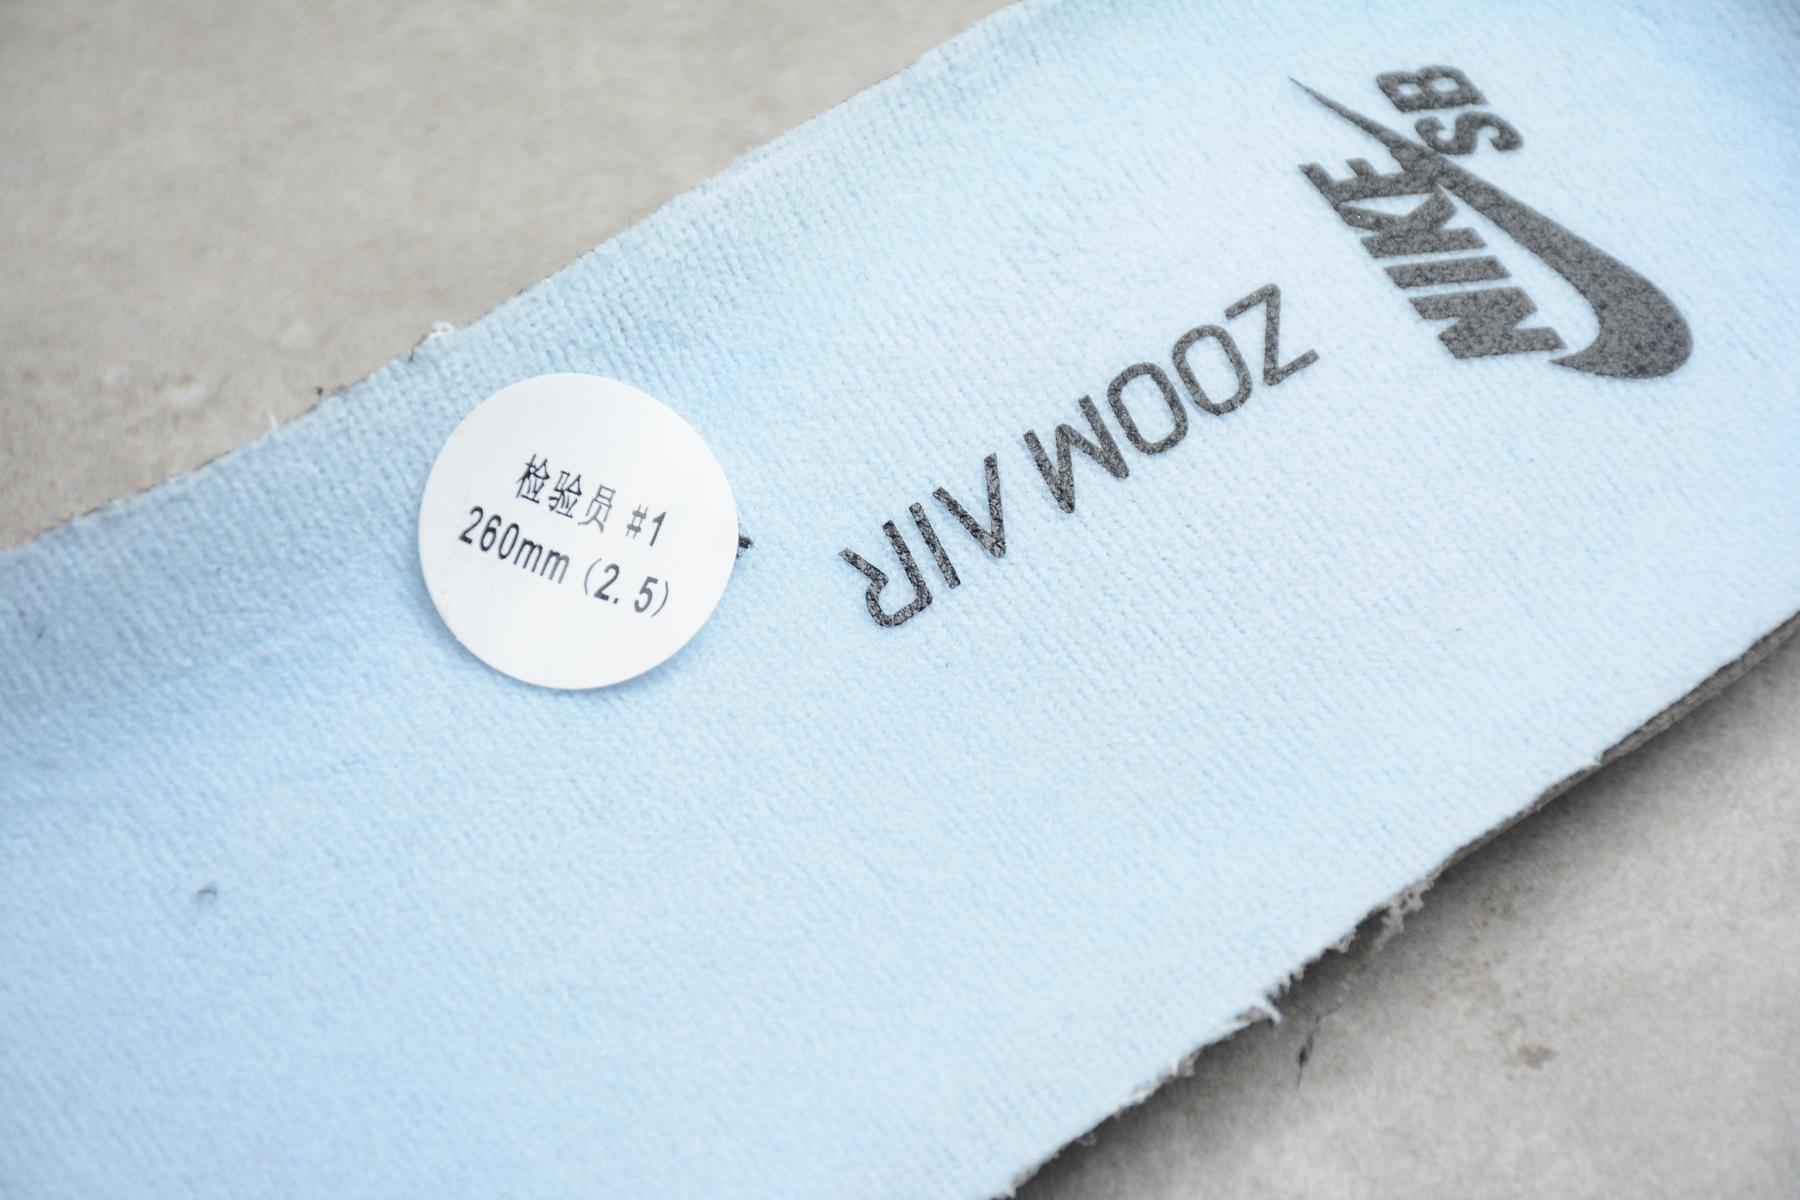 检验员 #1
260mm (2.5)
ZOOM AIR
NIKE SB